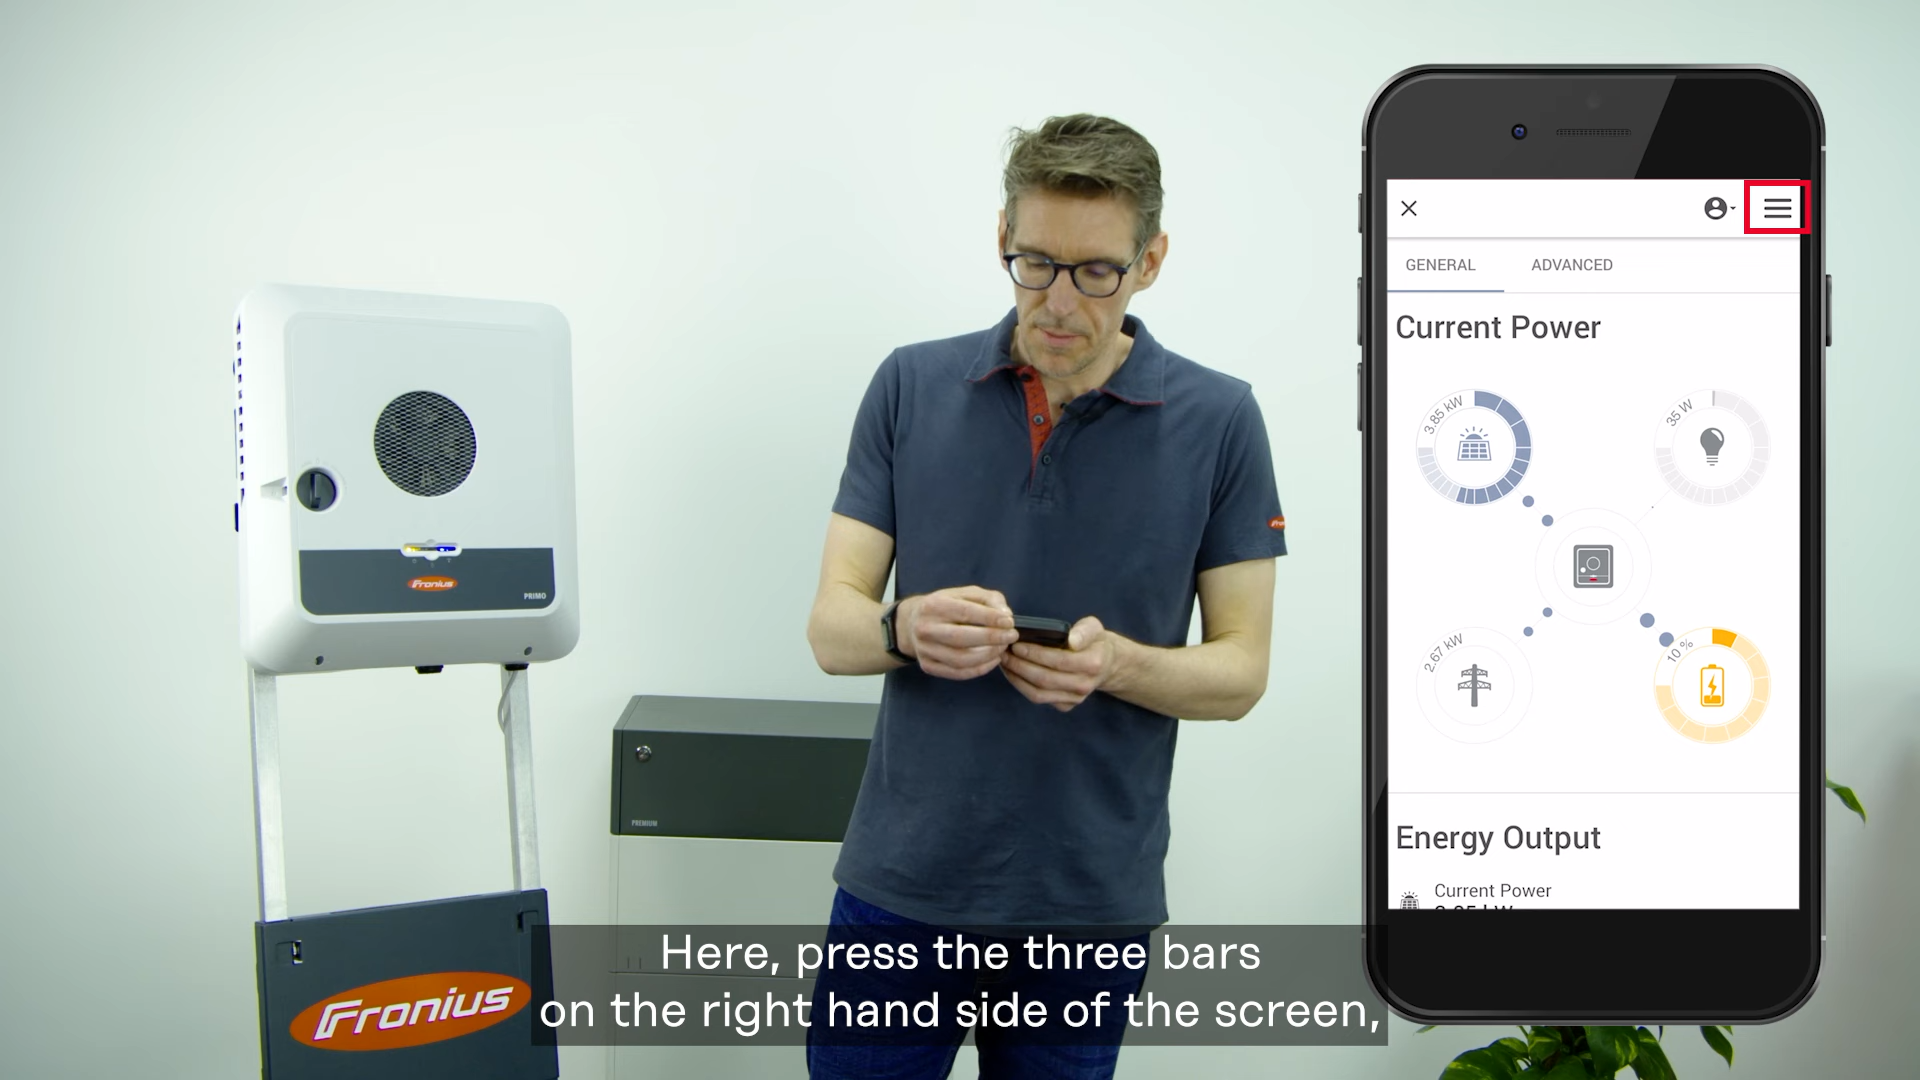 GENERAL ADVANCED
Current Power
3.85 kW
35 W
2.67 kW
10 %
Energy Output
Current Power
Fronius
PRIMO
PREMIUM
Fronius
Here, press the three bars
on the right hand side of the screen,